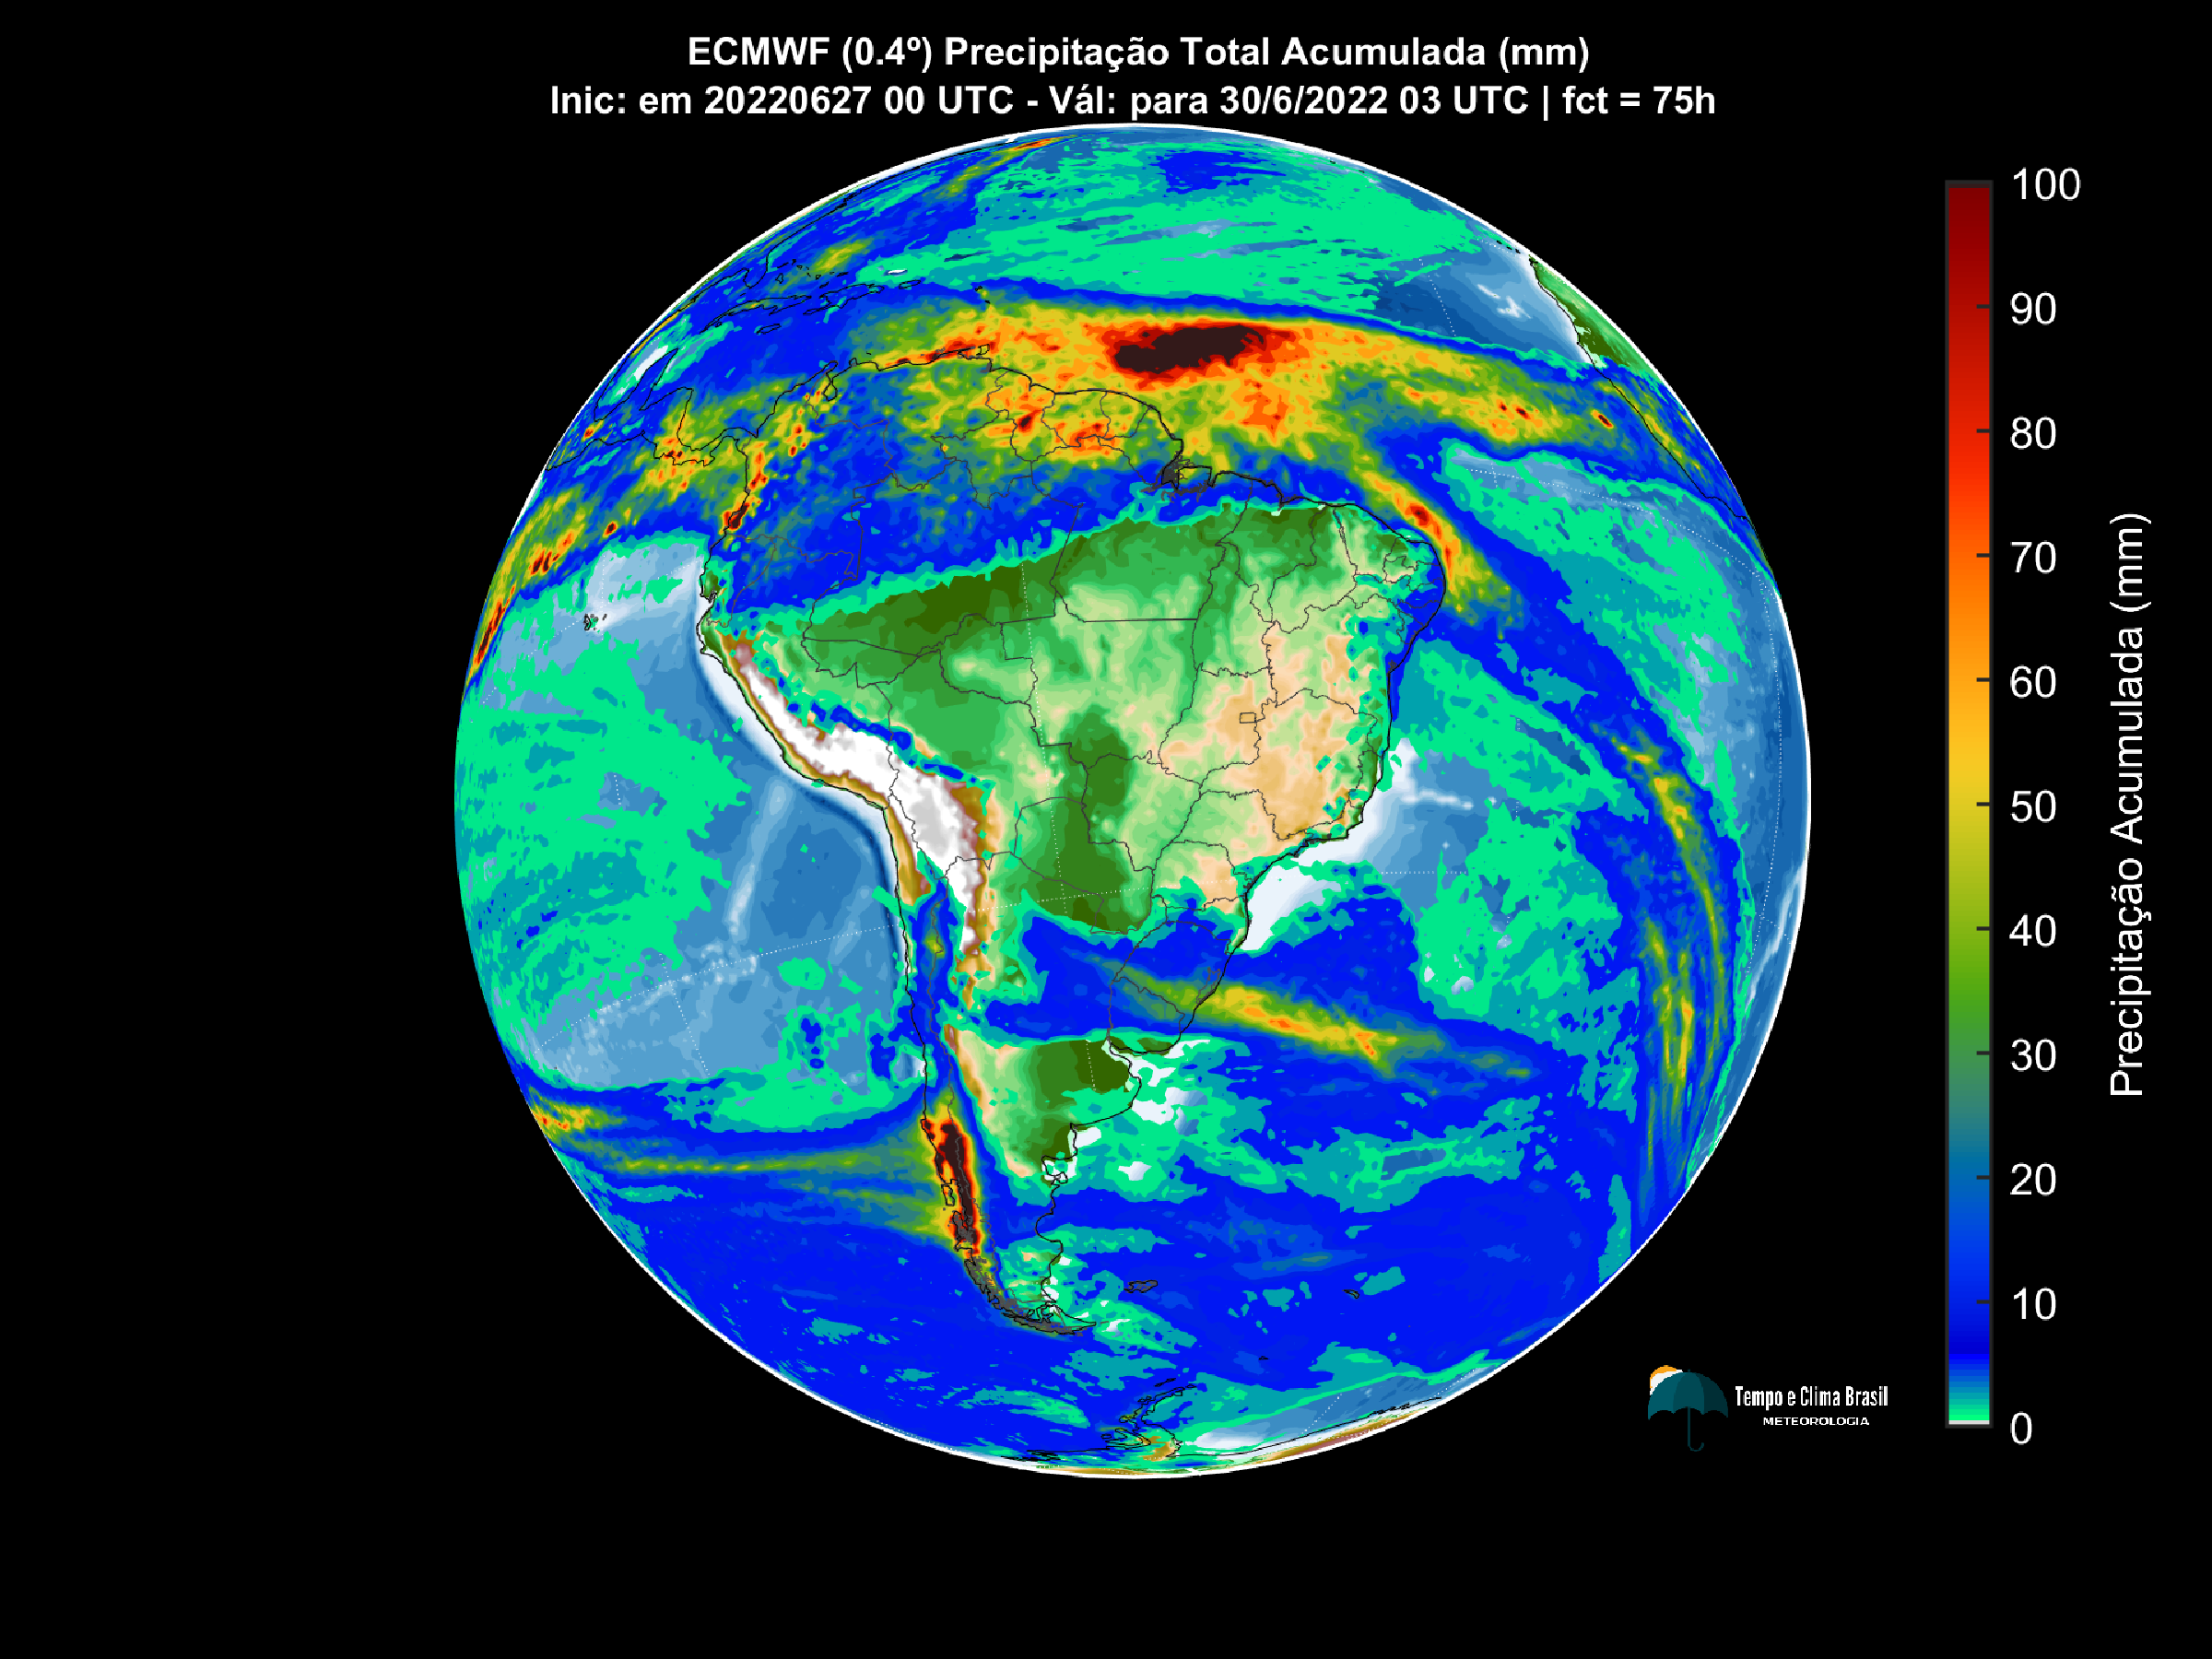 ECMWF (0.4º) Precipitação Total Acumulada (mm)
Inic: em 20220627 00 UTC - Vál: para 30/6/2022 03 UTC | fct = 75h
100
90
80
70
60
50
40
30
20
10
0
Precipitação Acumulada (mm)
Tempo e Clima Brasil
METEOROLOGIA